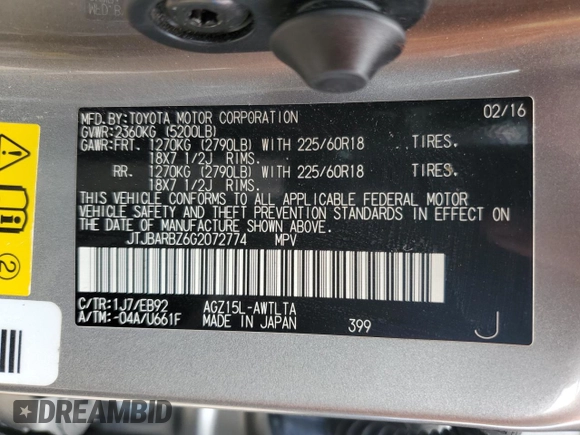 MFD.BY:TOYOTA MOTOR CORPORATION 02/16
GVWR:2360KG (5200LB)
GAWR:FRT. 1270KG (2790LB) WITH 225/60R18 TIRES.
18X7 1/2J RIMS.
RR. 1270KG (2790LB) WITH 225/60R18 TIRES.
18X7 1/2J RIMS.
THIS VEHICLE CONFORMS TO ALL APPLICABLE FEDERAL MOTOR
VEHICLE SAFETY AND THEFT PREVENTION STANDARDS IN EFFECT ON
THE DATE OF MANUFACTURE SHOWN ABOVE.
JTJBARBZ6G2072774 MPV
C/TR:1J7/EB92 AGZ15L-AWTLTA
A/TM:-04A/U661F MADE IN JAPAN 399 J
2
DREAMBID